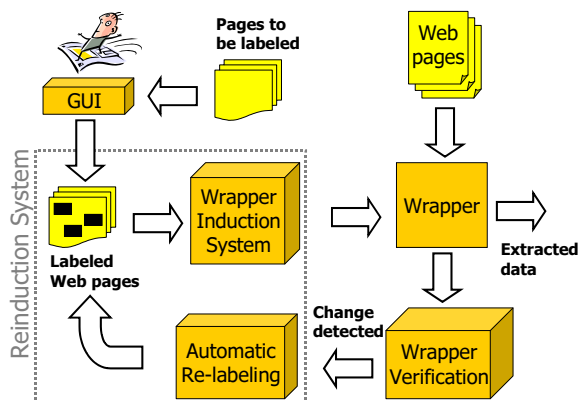 Pages to
be labeled
Web
pages
GUI
Reinduction System
Wrapper
Induction
System
Wrapper
Labeled
Web pages
Extracted
data
Change
detected
Automatic
Re-labeling
Wrapper
Verification